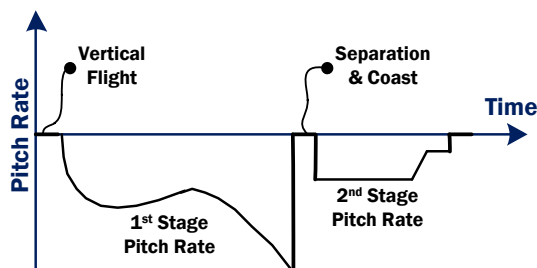 Vertical
Flight
Separation
& Coast
Time
Pitch Rate
1st Stage
Pitch Rate
2nd Stage
Pitch Rate